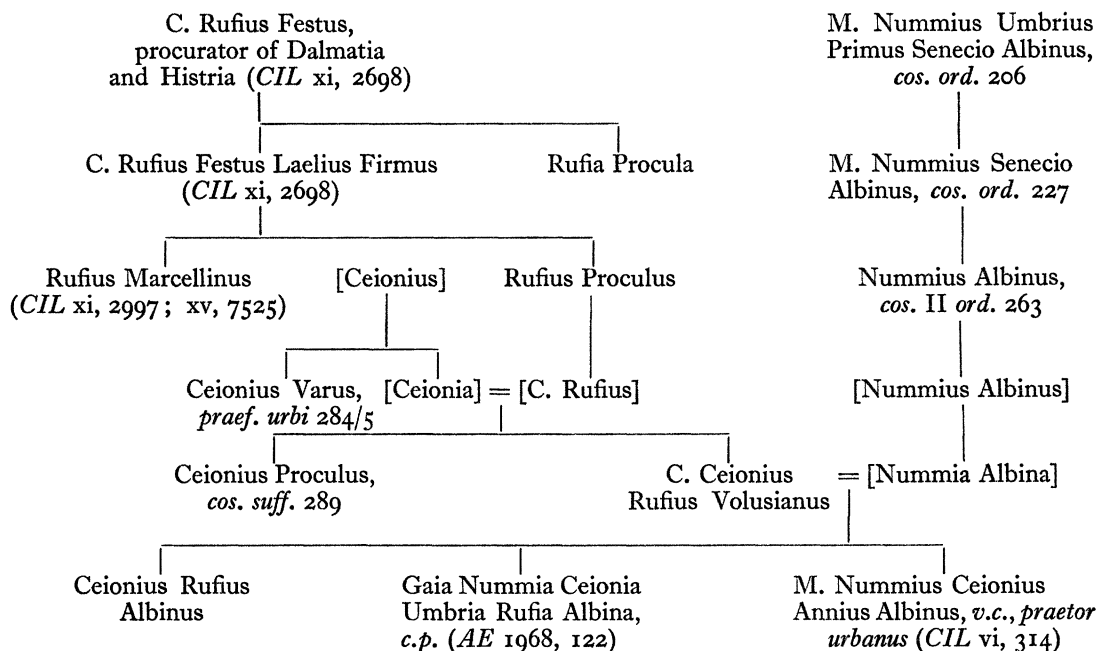 C. Rufius Festus,
procurator of Dalmatia
and Histria (CIL xi, 2698)
M. Nummius Umbrius
Primus Senecio Albinus,
cos. ord. 206
C. Rufius Festus Laelius Firmus
(CIL xi, 2698)
Rufia Procula
M. Nummius Senecio
Albinus, cos. ord. 227
Rufius Marcellinus
(CIL xi, 2997; xv, 7525)
[Ceionius]
Rufius Proculus
Nummius Albinus,
cos. II ord. 263
Ceionius Varus,
praef. urbi 284/5
[Ceionia] = [C. Rufius]
[Nummius Albinus]
Ceionius Proculus,
cos. suff. 289
C. Ceionius
Rufius Volusianus
= [Nummia Albina]
Ceionius Rufius
Albinus
Gaia Nummia Ceionia
Umbria Rufia Albina,
c.p. (AE 1968, 122)
M. Nummius Ceionius
Annius Albinus, v.c., praetor
urbanus (CIL vi, 314)